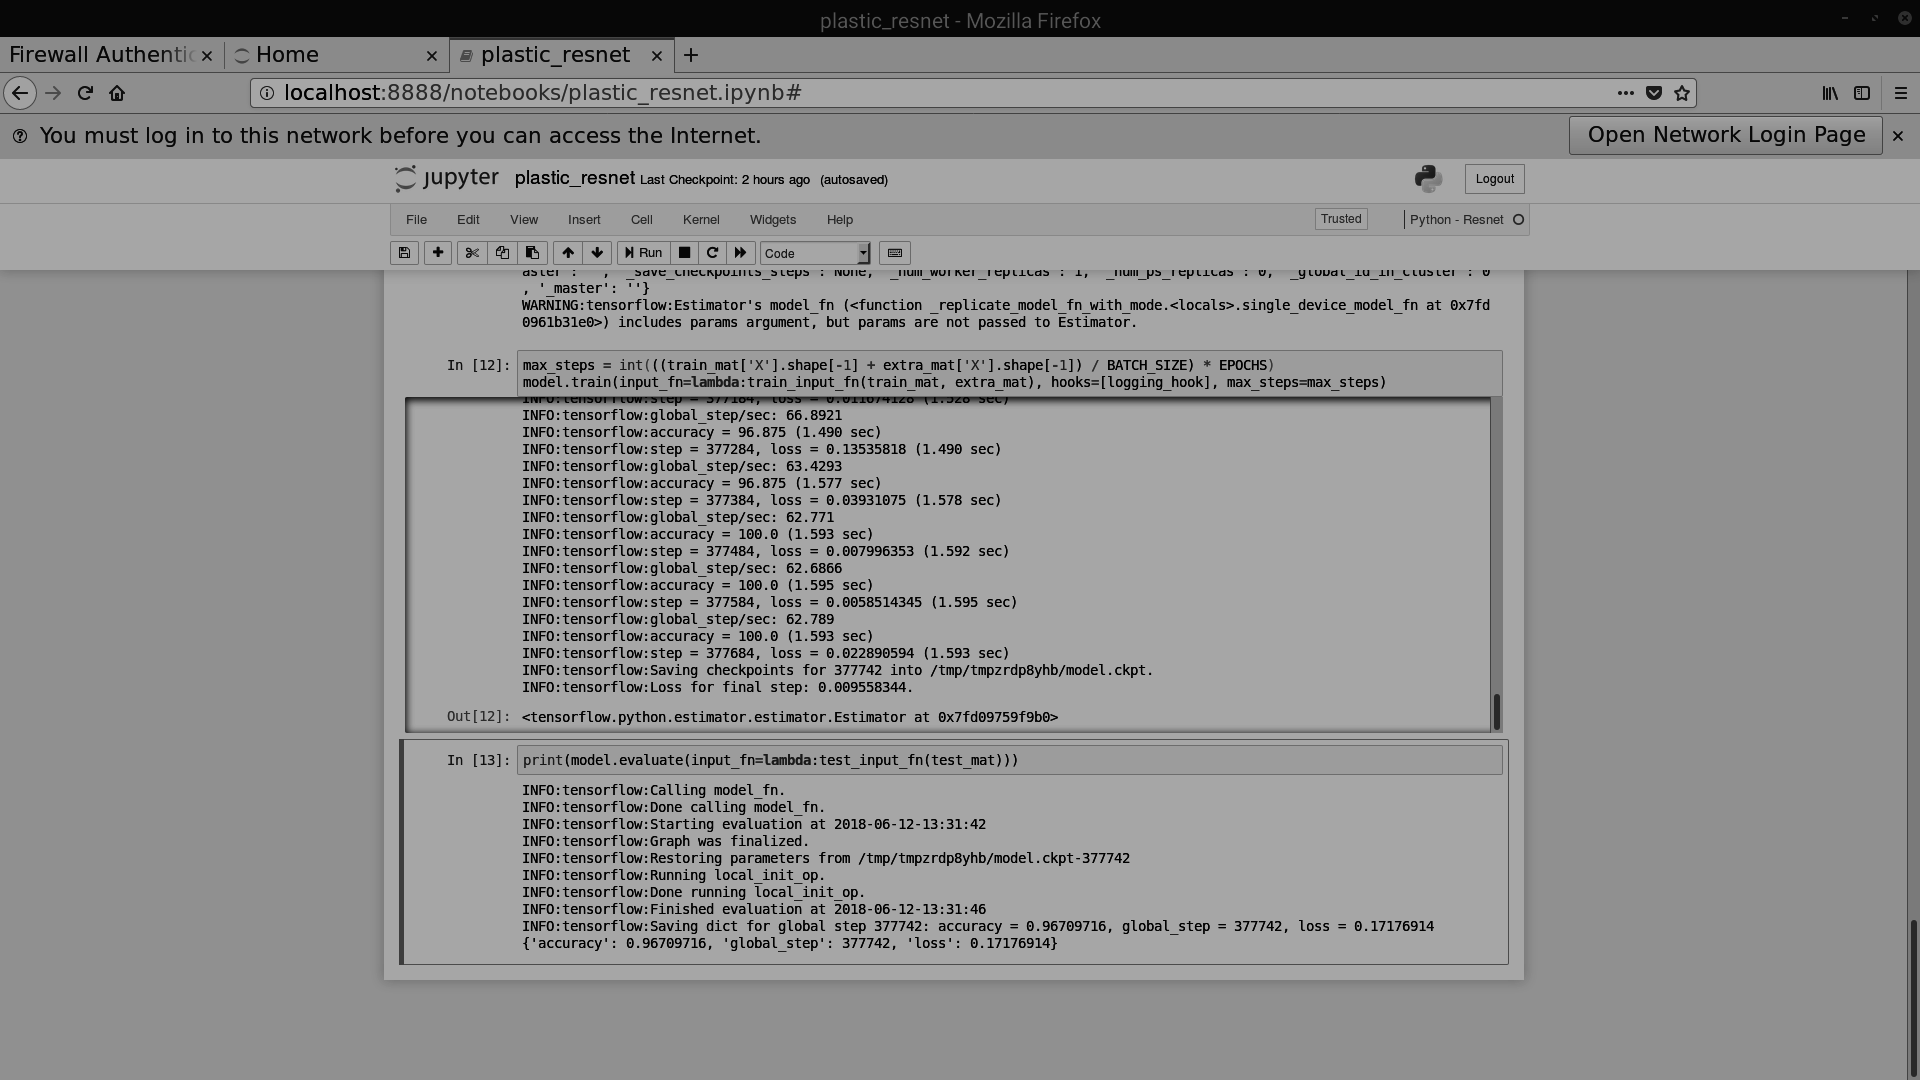 plastic_resnet - Mozilla Firefox
Firewall Authentic
Home
plastic_resnet
localhost:8888/notebooks/plastic_resnet.ipynb#
You must log in to this network before you can access the Internet.
Open Network Login Page
jupyter plastic_resnet Last Checkpoint: 2 hours ago (autosaved)
Logout
File Edit View Insert Cell Kernel Widgets Help
Trusted
Python - Resnet
Run
Code
aster': '', '_save_checkpoints_steps': None, '_num_worker_replicas': 1, '_num_ps_replicas': 0, '_global_id_in_cluster': 0
, '_master': ''}
WARNING:tensorflow:Estimator's model_fn (<function _replicate_model_fn_with_mode.<locals>.single_device_model_fn at 0x7fd
0961b31e0>) includes params argument, but params are not passed to Estimator.
In [12]: max_steps = int(((train_mat['X'].shape[-1] + extra_mat['X'].shape[-1]) / BATCH_SIZE) * EPOCHS)
model.train(input_fn=lambda:train_input_fn(train_mat, extra_mat), hooks=[logging_hook], max_steps=max_steps)
INFO:tensorflow:step = 377184, loss = 0.011674128 (1.528 sec)
INFO:tensorflow:global_step/sec: 66.8921
INFO:tensorflow:accuracy = 96.875 (1.490 sec)
INFO:tensorflow:step = 377284, loss = 0.13535818 (1.490 sec)
INFO:tensorflow:global_step/sec: 63.4293
INFO:tensorflow:accuracy = 96.875 (1.577 sec)
INFO:tensorflow:step = 377384, loss = 0.03931075 (1.578 sec)
INFO:tensorflow:global_step/sec: 62.771
INFO:tensorflow:accuracy = 100.0 (1.593 sec)
INFO:tensorflow:step = 377484, loss = 0.007996353 (1.592 sec)
INFO:tensorflow:global_step/sec: 62.6866
INFO:tensorflow:accuracy = 100.0 (1.595 sec)
INFO:tensorflow:step = 377584, loss = 0.0058514345 (1.595 sec)
INFO:tensorflow:global_step/sec: 62.789
INFO:tensorflow:accuracy = 100.0 (1.593 sec)
INFO:tensorflow:step = 377684, loss = 0.022890594 (1.593 sec)
INFO:tensorflow:Saving checkpoints for 377742 into /tmp/tmpzrdp8yhb/model.ckpt.
INFO:tensorflow:Loss for final step: 0.009558344.
Out[12]: <tensorflow.python.estimator.estimator.Estimator at 0x7fd09759f9b0>
In [13]: print(model.evaluate(input_fn=lambda:test_input_fn(test_mat)))
INFO:tensorflow:Calling model_fn.
INFO:tensorflow:Done calling model_fn.
INFO:tensorflow:Starting evaluation at 2018-06-12-13:31:42
INFO:tensorflow:Graph was finalized.
INFO:tensorflow:Restoring parameters from /tmp/tmpzrdp8yhb/model.ckpt-377742
INFO:tensorflow:Running local_init_op.
INFO:tensorflow:Done running local_init_op.
INFO:tensorflow:Finished evaluation at 2018-06-12-13:31:46
INFO:tensorflow:Saving dict for global step 377742: accuracy = 0.96709716, global_step = 377742, loss = 0.17176914
{'accuracy': 0.96709716, 'global_step': 377742, 'loss': 0.17176914}